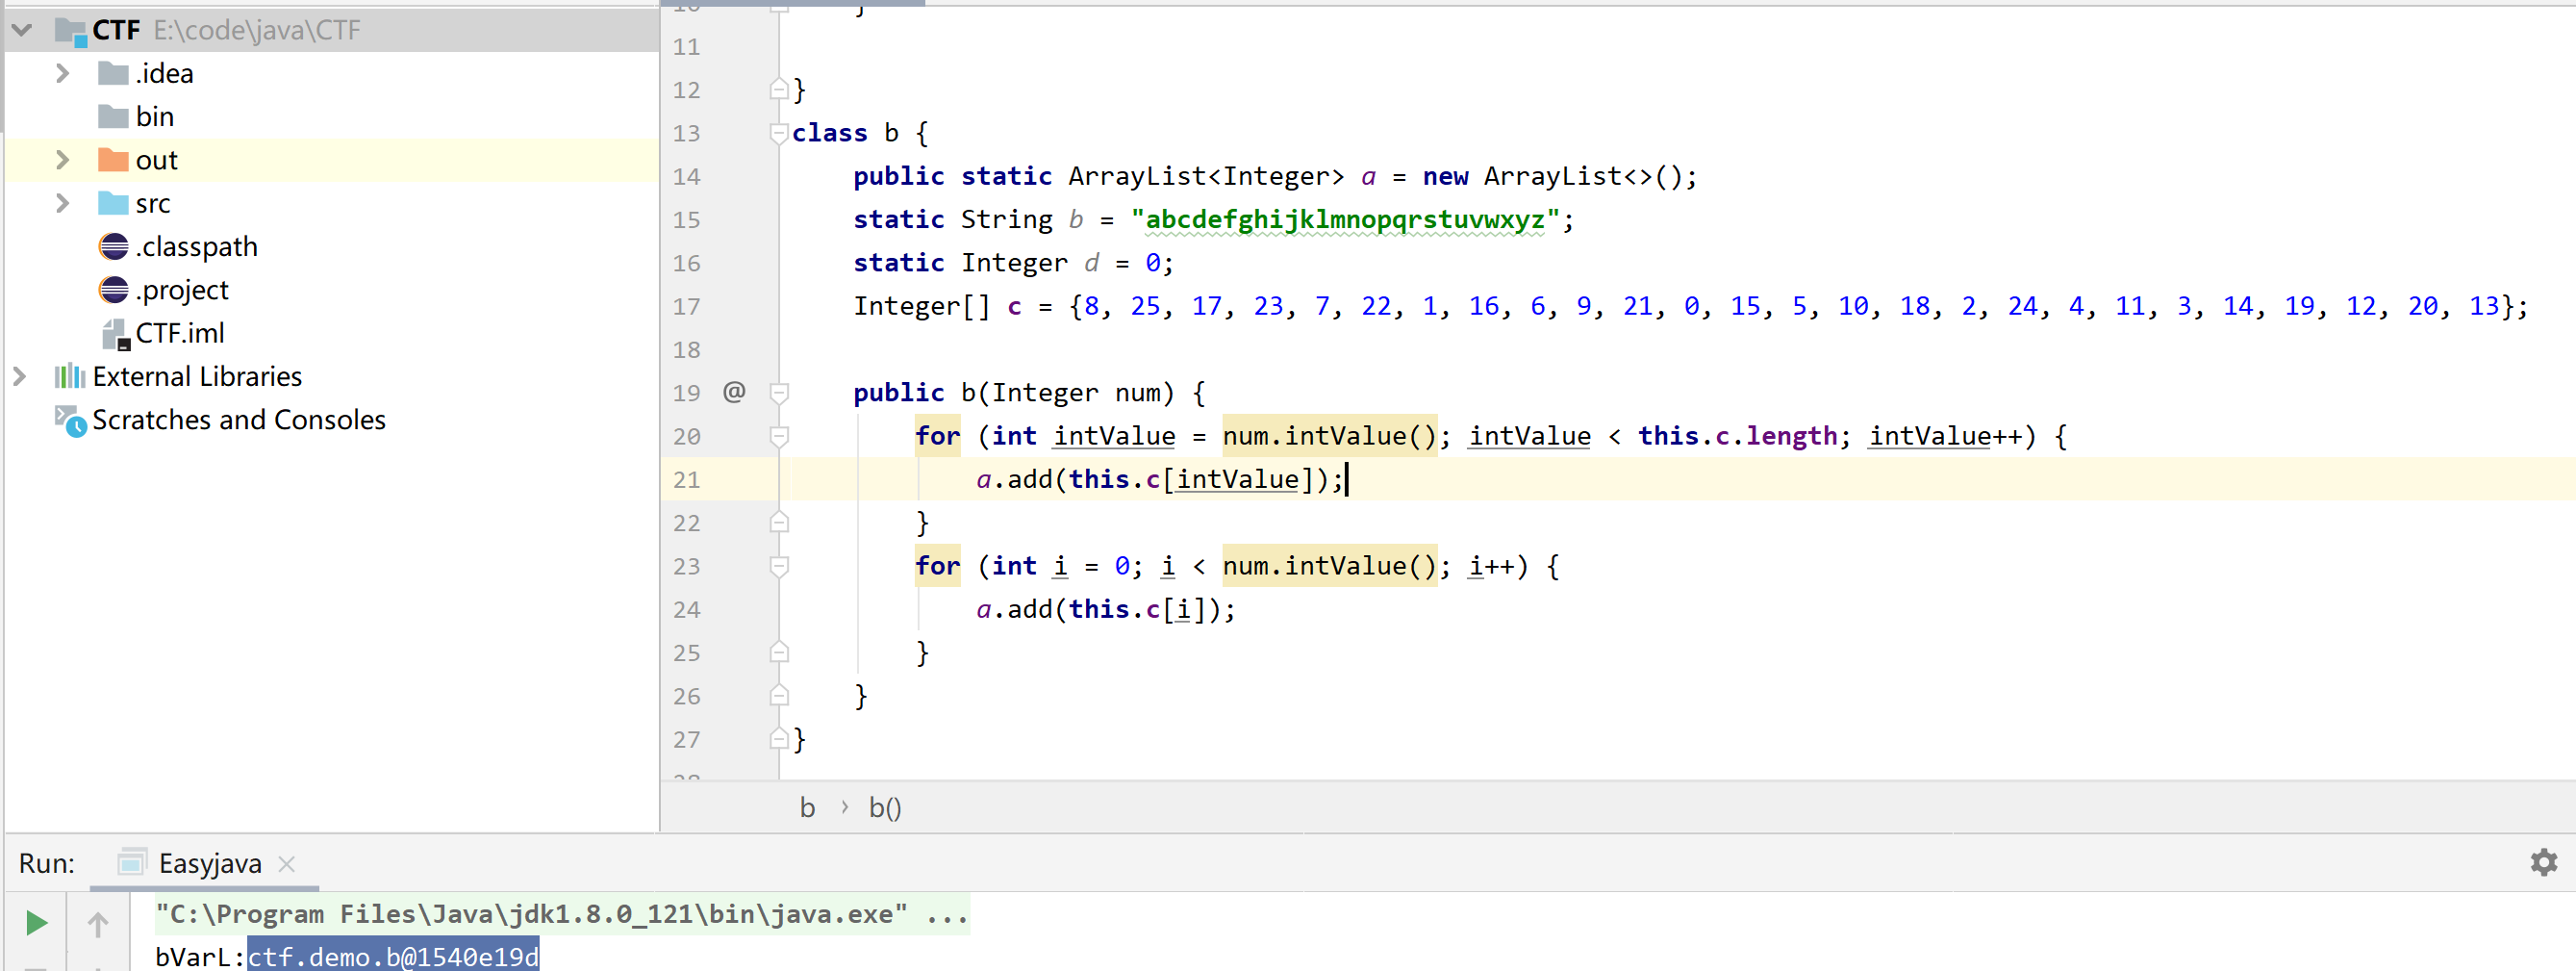 CTF E:\code\java\CTF
.idea
bin
out
src
.classpath
.project
CTF.iml
External Libraries
Scratches and Consoles
11
12 }
13 class b {
14 public static ArrayList<Integer> a = new ArrayList<>();
15 static String b = "abcdefghijklmnopqrstuvwxyz";
16 static Integer d = 0;
17 Integer[] c = {8, 25, 17, 23, 7, 22, 1, 16, 6, 9, 21, 0, 15, 5, 10, 18, 2, 24, 4, 11, 3, 14, 19, 12, 20, 13};
18
19 @ public b(Integer num) {
20 for (int intValue = num.intValue(); intValue < this.c.length; intValue++) {
21 a.add(this.c[intValue]);
22 }
23 for (int i = 0; i < num.intValue(); i++) {
24 a.add(this.c[i]);
25 }
26 }
27 }
b › b()
Run: Easyjava ×
"C:\Program Files\Java\jdk1.8.0_121\bin\java.exe" ...
bVarL:ctf.demo.b@1540e19d